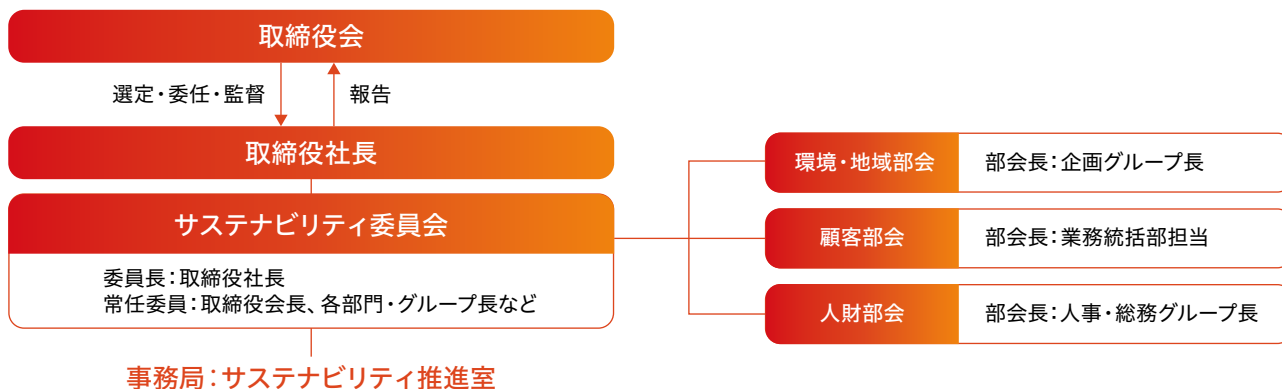 取締役会
選定・委任・監督
報告
取締役社長
サステナビリティ委員会
委員長：取締役社長
常任委員：取締役会長、各部門・グループ長など
事務局：サステナビリティ推進室
環境・地域部会
部会長：企画グループ長
顧客部会
部会長：業務統括部担当
人財部会
部会長：人事・総務グループ長